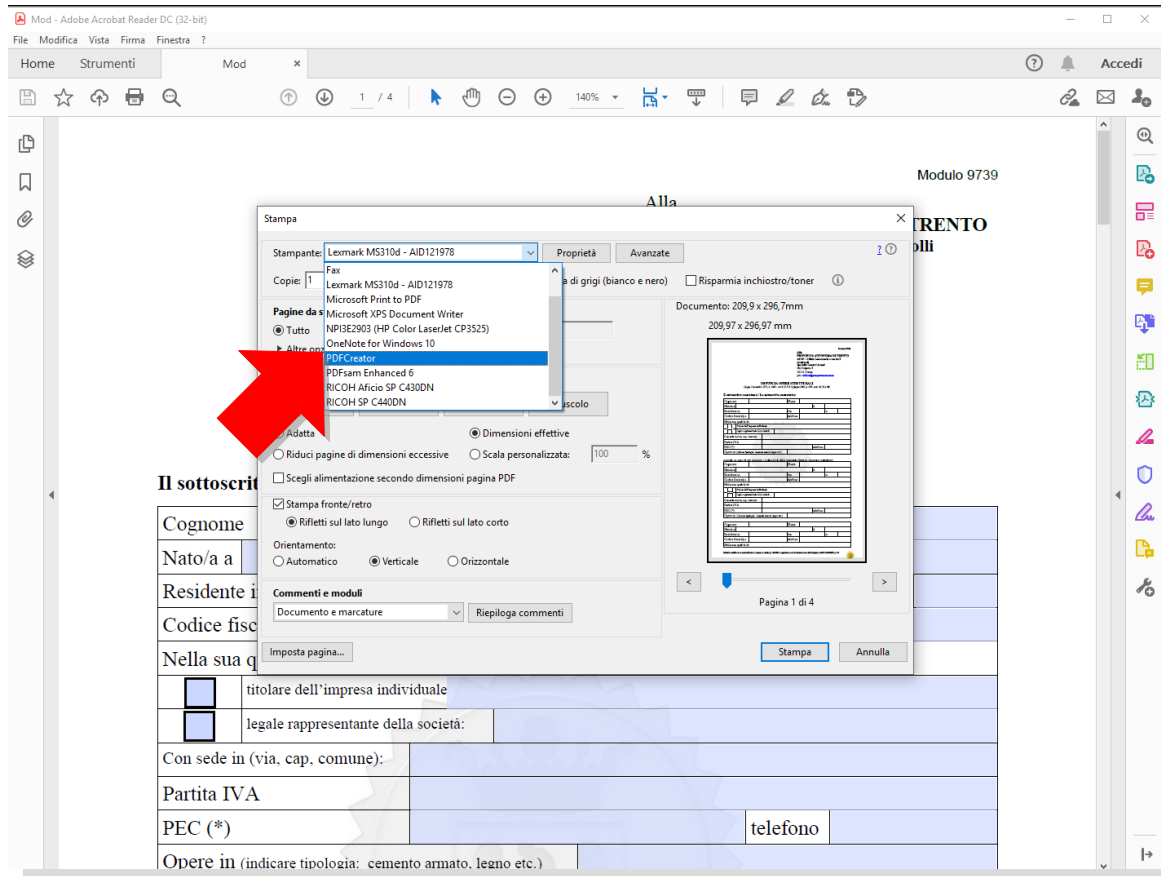 Mod - Adobe Acrobat Reader DC (32-bit)
File Modifica Vista Firma Finestra ?
Home Strumenti Mod × Accedi
1 / 4 140%
Modulo 9739
Alla
TRENTO
olli
Stampa
Stampante: Lexmark MS310d - AID121978 Proprietà Avanzate ?
Copie: 1 a di grigi (bianco e nero) Risparmia inchiostro/toner
Fax
Lexmark MS310d - AID121978
Microsoft Print to PDF
Microsoft XPS Document Writer
NPI3E2903 (HP Color LaserJet CP3525)
OneNote for Windows 10
PDFCreator
PDFsam Enhanced 6
RICOH Aficio SP C430DN
RICOH SP C440DN
Pagine da s
Tutto
Altre opz
uscolo
Adatta Dimensioni effettive
Riduci pagine di dimensioni eccessive Scala personalizzata: 100 %
Scegli alimentazione secondo dimensioni pagina PDF
Stampa fronte/retro
Rifletti sul lato lungo Rifletti sul lato corto
Orientamento:
Automatico Verticale Orizzontale
Commenti e moduli
Documento e marcature Riepiloga commenti
Imposta pagina...
Documento: 209,9 x 296,7mm
209,97 x 296,97 mm
< >
Pagina 1 di 4
Stampa Annulla
Il sottoscrit
Cognome
Nato/a a
Residente i
Codice fisc
Nella sua q
titolare dell'impresa individuale
legale rappresentante della società:
Con sede in (via, cap, comune):
Partita IVA
PEC (*) telefono
Opere in (indicare tipologia: cemento armato, legno etc.)